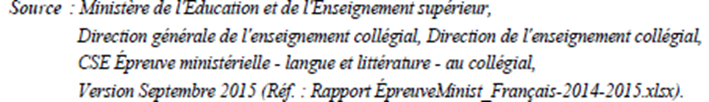 Source : Ministère de l'Éducation et de l'Enseignement supérieur,
Direction générale de l'enseignement collégial, Direction de l'enseignement collégial,
CSE Épreuve ministérielle - langue et littérature - au collégial,
Version Septembre 2015 (Réf. : Rapport ÉpreuveMinist_Français-2014-2015.xlsx).